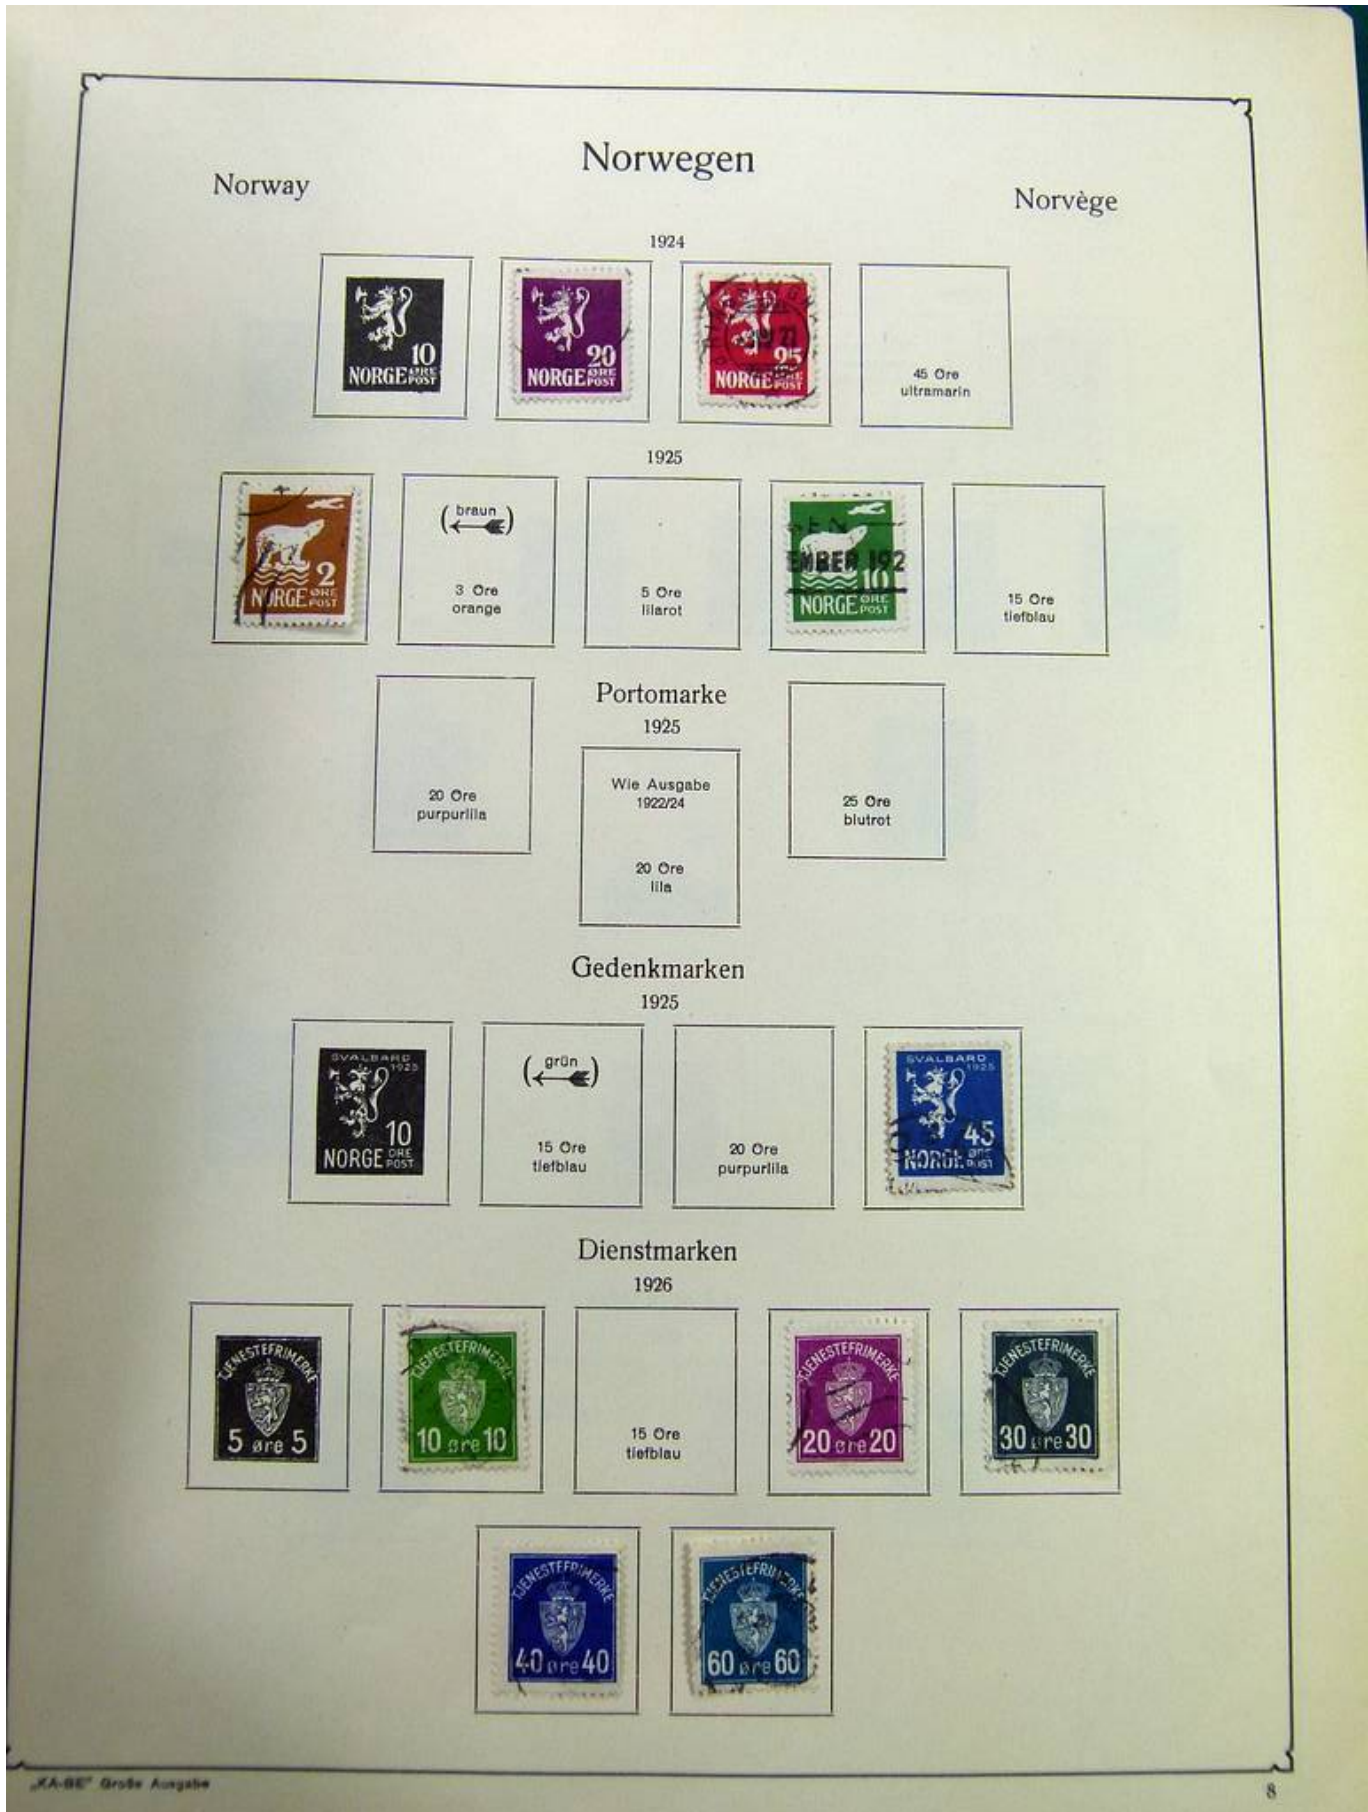 Norwegen
Norway
Norvège
1924
10
NORGE ØRE POST
20
NORGE ØRE POST
25
NORGE ØRE POST
45 Ore
ultramarin
1925
2
NORGE ØRE POST
(braun)
3 Ore
orange
5 Ore
lilarot
EMBER 192
10
NORGE ØRE POST
15 Ore
tiefblau
20 Ore
purpurlila
Portomarke
1925
Wie Ausgabe
1922/24
20 Ore
lila
25 Ore
blutrot
Gedenkmarken
1925
SVALBARD
1925
10
NORGE ØRE POST
(grün)
15 Ore
tiefblau
20 Ore
purpurlila
SVALBARD
1925
45
NORGE ØRE POST
Dienstmarken
1926
TJENESTEFRIMERKE
5 øre 5
TJENESTEFRIMERKE
10 øre 10
15 Ore
tiefblau
TJENESTEFRIMERKE
20 øre 20
TJENESTEFRIMERKE
30 øre 30
TJENESTEFRIMERKE
40 øre 40
TJENESTEFRIMERKE
60 øre 60
„KA-BE" Große Ausgabe
8